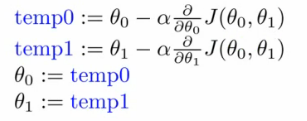 temp0 := θ₀ − α ∂/∂θ₀ J(θ₀, θ₁)
temp1 := θ₁ − α ∂/∂θ₁ J(θ₀, θ₁)
θ₀ := temp0
θ₁ := temp1